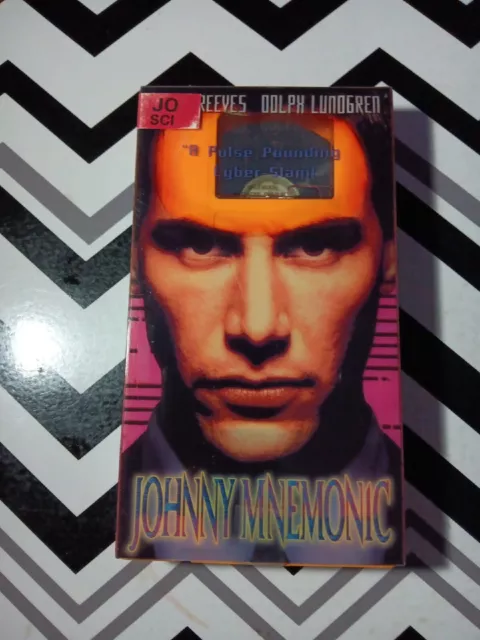 JO
SCI
REEVES DOLPH LUNDGREN
"A Pulse Pounding
Cyber Slam!"
JOHNNY MNEMONIC